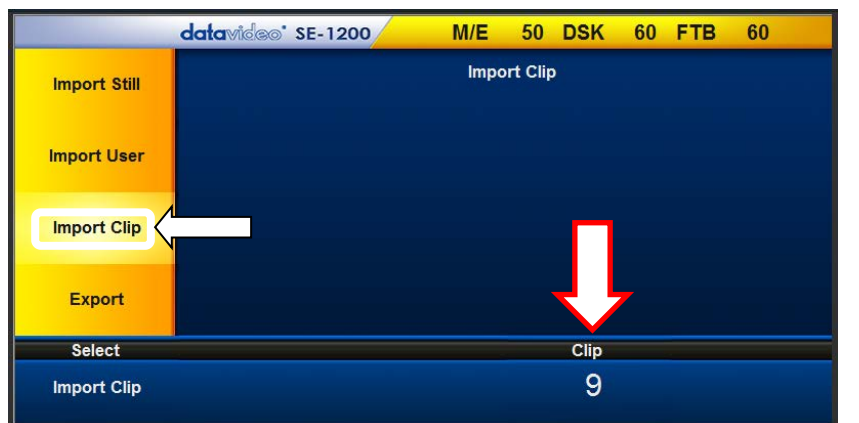 datavideo SE-1200 M/E 50 DSK 60 FTB 60
Import Still
Import Clip
Import User
Import Clip
Export
Select Clip
Import Clip 9